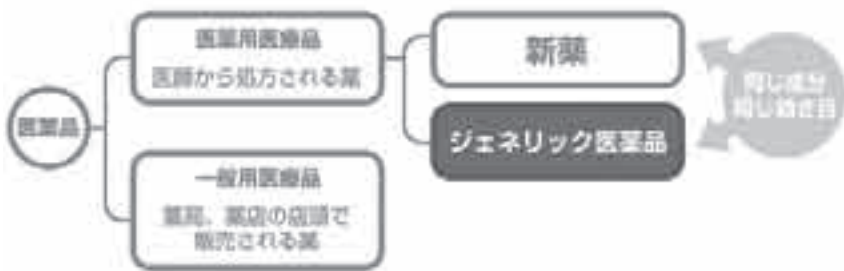 医薬品
医薬用医療品
医師から処方される薬
一般用医療品
薬局、薬店の店頭で
販売される薬
新薬
ジェネリック医薬品
同じ成分
同じ効き目